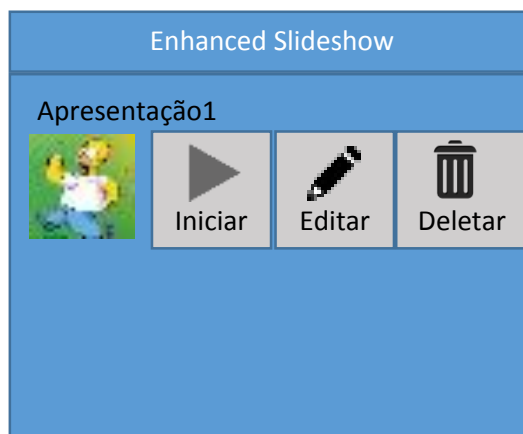 Enhanced Slideshow
Apresentação1
Iniciar
Editar
Deletar